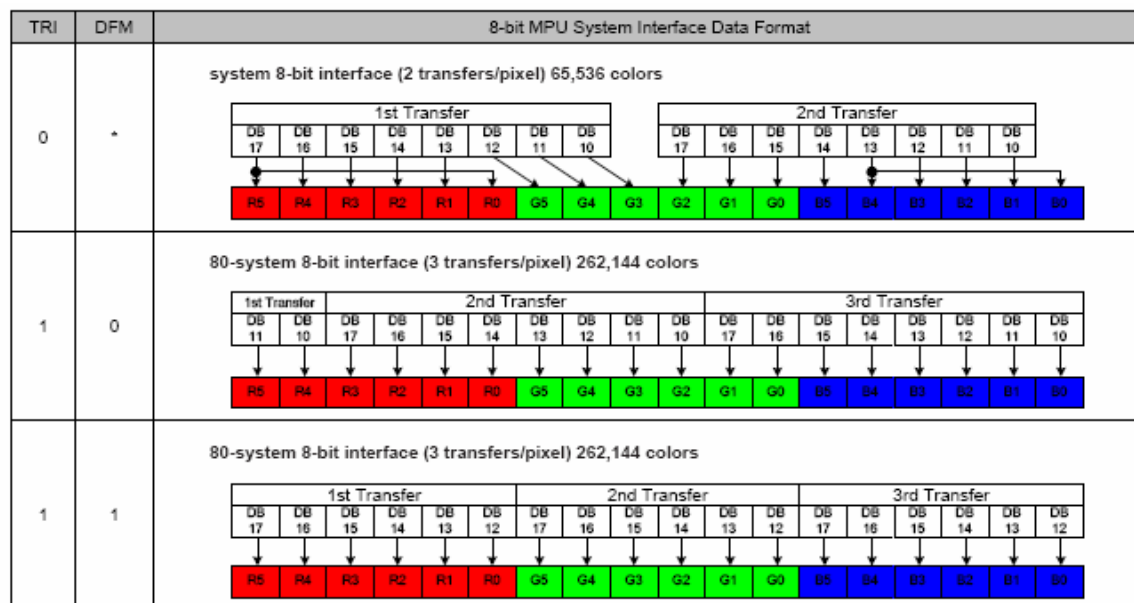 TRI DFM 8-bit MPU System Interface Data Format
system 8-bit interface (2 transfers/pixel) 65,536 colors
1st Transfer 2nd Transfer
DB DB DB DB DB DB DB DB DB DB DB DB DB DB DB DB
0 * 17 16 15 14 13 12 11 10 17 16 15 14 13 12 11 10
R5 R4 R3 R2 R1 R0 G5 G4 G3 G2 G1 G0 B5 B4 B3 B2 B1 B0
80-system 8-bit interface (3 transfers/pixel) 262,144 colors
1st Transfer 2nd Transfer 3rd Transfer
DB DB DB DB DB DB DB DB DB DB DB DB DB DB DB DB DB DB
1 0 11 10 17 16 15 14 13 12 11 10 17 16 15 14 13 12 11 10
R5 R4 R3 R2 R1 R0 G5 G4 G3 G2 G1 G0 B5 B4 B3 B2 B1 B0
80-system 8-bit interface (3 transfers/pixel) 262,144 colors
1st Transfer 2nd Transfer 3rd Transfer
DB DB DB DB DB DB DB DB DB DB DB DB DB DB DB DB DB DB
1 1 17 16 15 14 13 12 17 16 15 14 13 12 17 16 15 14 13 12
R5 R4 R3 R2 R1 R0 G5 G4 G3 G2 G1 G0 B5 B4 B3 B2 B1 B0